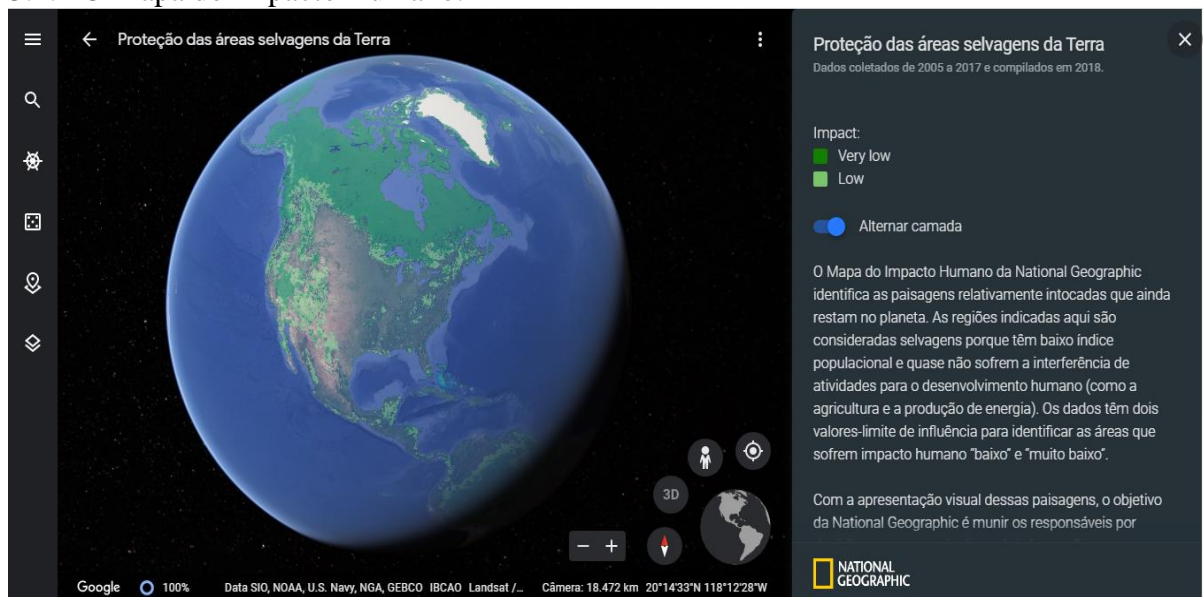 Proteção das áreas selvagens da Terra
Proteção das áreas selvagens da Terra
Dados coletados de 2005 a 2017 e compilados em 2018.
Impact:
Very low
Low
Alternar camada
O Mapa do Impacto Humano da National Geographic
identifica as paisagens relativamente intocadas que ainda
restam no planeta. As regiões indicadas aqui são
consideradas selvagens porque têm baixo índice
populacional e quase não sofrem a interferência de
atividades para o desenvolvimento humano (como a
agricultura e a produção de energia). Os dados têm dois
valores-limite de influência para identificar as áreas que
sofrem impacto humano "baixo" e "muito baixo".
Com a apresentação visual dessas paisagens, o objetivo
da National Geographic é munir os responsáveis por
NATIONAL
GEOGRAPHIC
3D
Google 100% Data SIO, NOAA, U.S. Navy, NGA, GEBCO IBCAO Landsat /... Câmera: 18.472 km 20°14'33"N 118°12'28"W